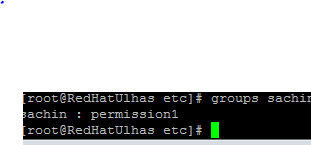 [root@RedHatUlhas etc]# groups sachin
sachin : permission1
[root@RedHatUlhas etc]#